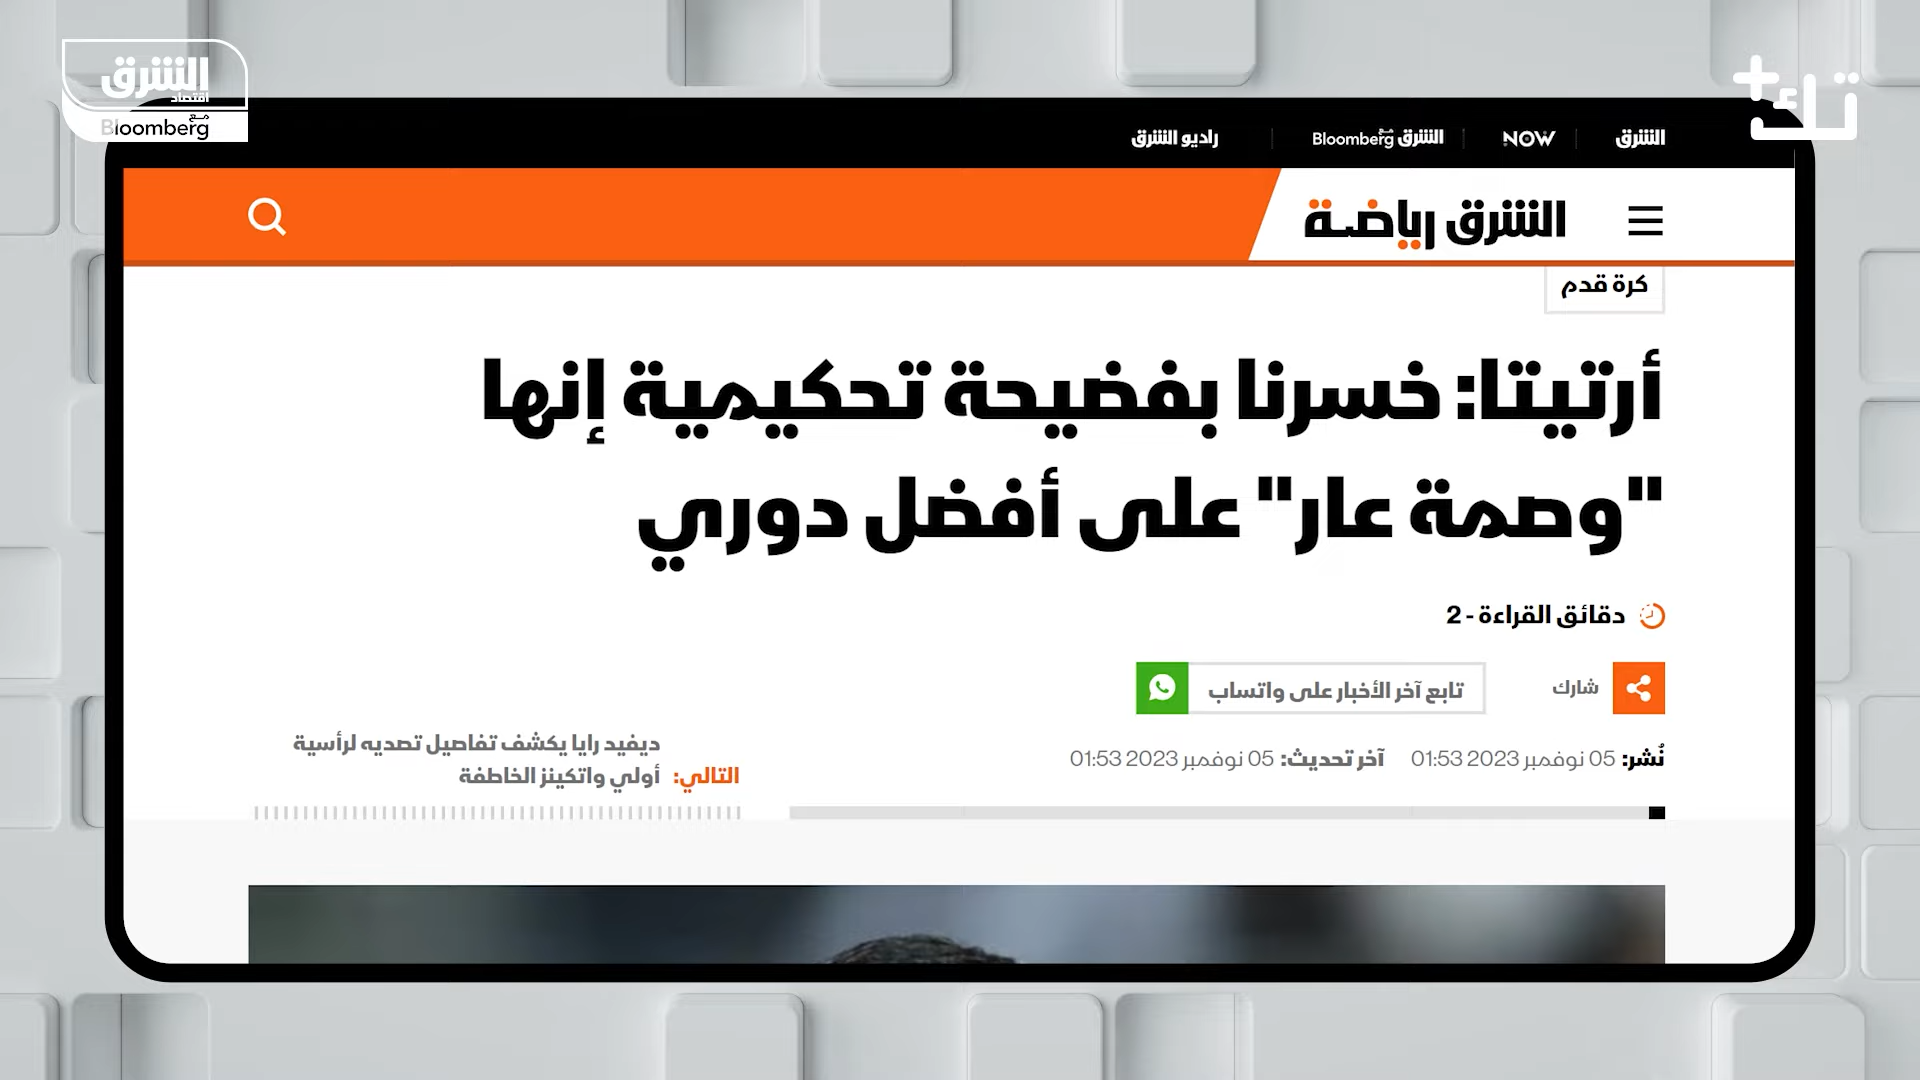 الشرق
اقتصاد
مع
Bloomberg
تك+
الشرق | NOW | الشرق مع Bloomberg | راديو الشرق
الشرق رياضة
كرة قدم
أرتيتا: خسرنا بفضيحة تحكيمية إنها
"وصمة عار" على أفضل دوري
دقائق القراءة - 2
شارك
تابع آخر الأخبار على واتساب
نُشر: 05 نوفمبر 2023 01:53 آخر تحديث: 05 نوفمبر 2023 01:53
التالي: ديفيد رايا يكشف تفاصيل تصديه لرأسية
أولي واتكينز الخاطفة